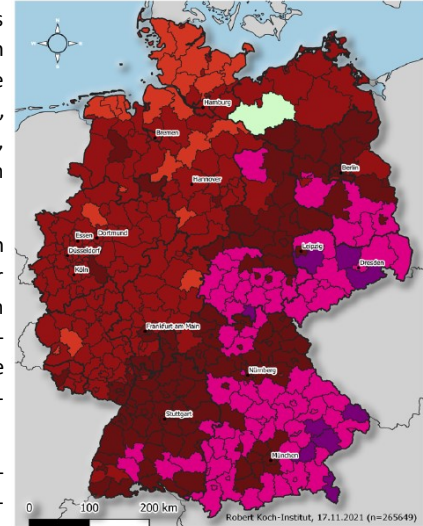 s
n
e
,
,
n
n
r
n
-
e
-
-
-
Hamburg
Bremen
Berlin
Hannover
Essen
Dortmund
Düsseldorf
Köln
Leipzig
Dresden
Frankfurt am Main
Nürnberg
Stuttgart
München
0 100 200 km
Robert Koch-Institut, 17.11.2021 (n=265649)